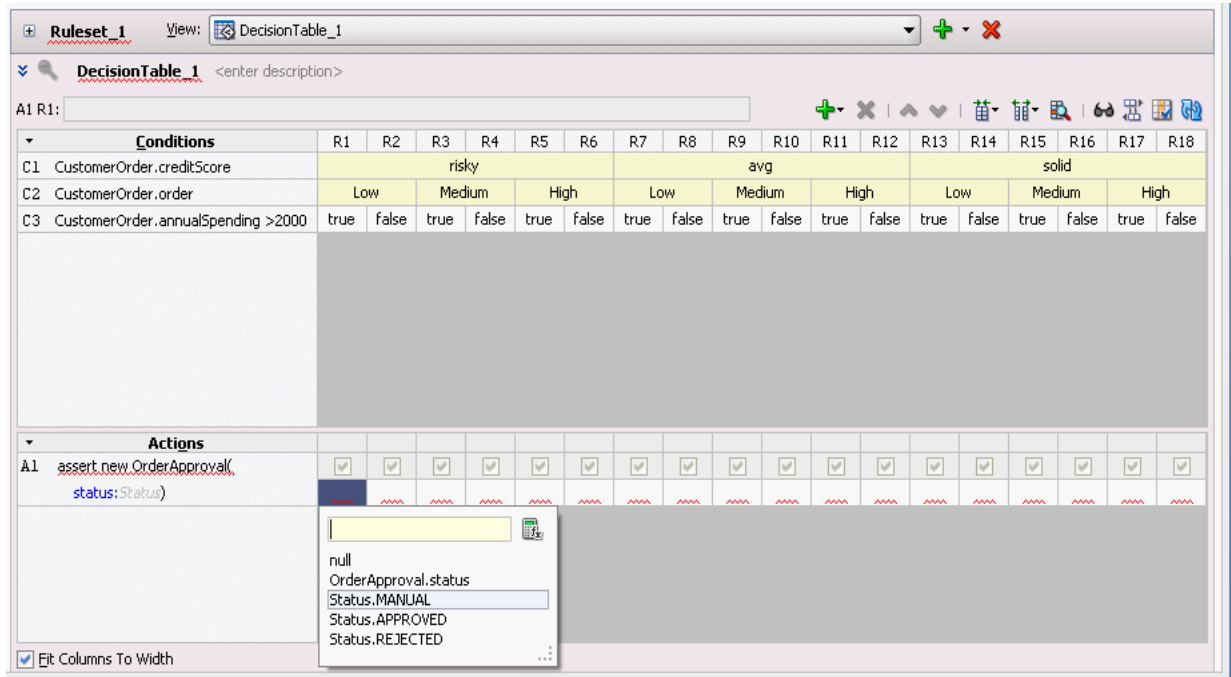 Ruleset_1 View: DecisionTable_1
DecisionTable_1 <enter description>
A1 R1:
Conditions R1 R2 R3 R4 R5 R6 R7 R8 R9 R10 R11 R12 R13 R14 R15 R16 R17 R18
C1 CustomerOrder.creditScore risky avg solid
C2 CustomerOrder.order Low Medium High Low Medium High Low Medium High
C3 CustomerOrder.annualSpending >2000 true false true false true false true false true false true false true false true false true false
Actions
A1 assert new OrderApproval(
status:Status)
null
OrderApproval.status
Status.MANUAL
Status.APPROVED
Status.REJECTED
Fit Columns To Width